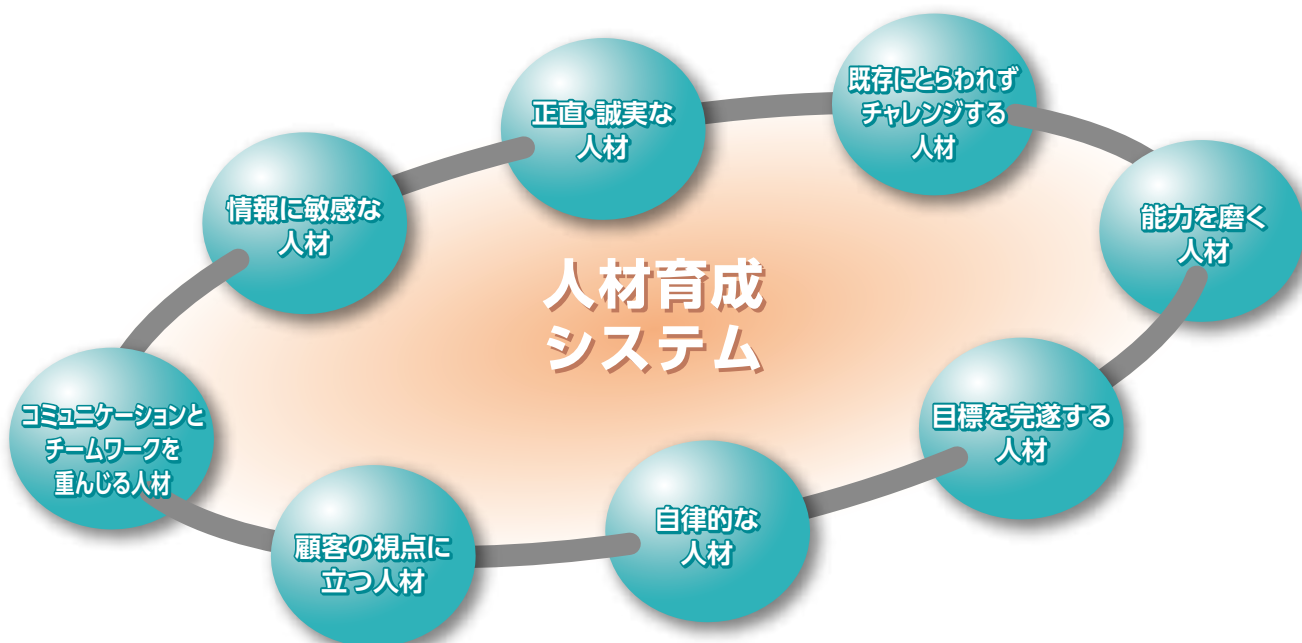 既存にとらわれず
チャレンジする
人材
正直・誠実な
人材
能力を磨く
人材
情報に敏感な
人材
人材育成
システム
コミュニケーションと
チームワークを
重んじる人材
目標を完遂する
人材
自律的な
人材
顧客の視点に
立つ人材